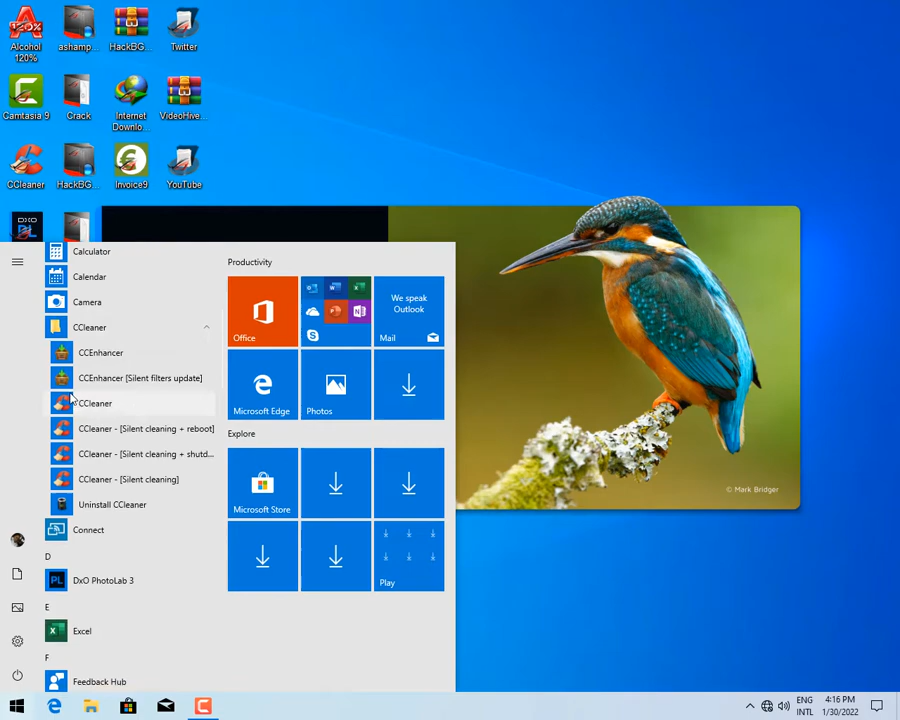 Alcohol
120%
ashamp...
HackBG...
Twitter
Camtasia 9
Crack
Internet
Downlo...
VideoHive...
CCleaner
HackBG...
Invoice9
YouTube
Calculator
Calendar
Camera
CCleaner
CCEnhancer
CCEnhancer [Silent filters update]
CCleaner
CCleaner - [Silent cleaning + reboot]
CCleaner - [Silent cleaning + shutd...
CCleaner - [Silent cleaning]
Uninstall CCleaner
Connect
D
DxO PhotoLab 3
E
Excel
F
Feedback Hub
Productivity
Office
We speak
Outlook
Mail
Microsoft Edge
Photos
Explore
Microsoft Store
Play
© Mark Bridger
ENG
INTL
4:16 PM
1/30/2022